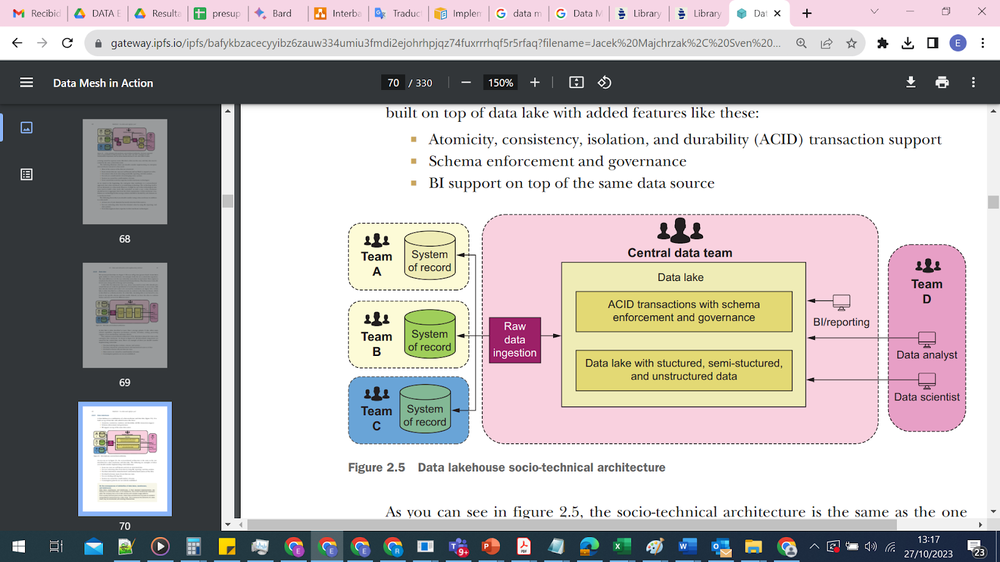 Recibid
DATA E
Resulta
presup
Bard
Interba
Traduc
Implem
data m
Data M
Library
Library
Dat
gateway.ipfs.io/ipfs/bafykbzacecyyibz6zauw334umiu3fmdi2ejohrhpjqz74fuxrrrhqf5r5rfaq?filename=Jacek%20Majchrzak%2C%20Sven%20...
E
Data Mesh in Action
70 / 330
150%
68
69
70
built on top of data lake with added features like these:
Atomicity, consistency, isolation, and durability (ACID) transaction support
Schema enforcement and governance
BI support on top of the same data source
Team
A
System
of record
Team
B
System
of record
Team
C
System
of record
Raw
data
ingestion
Central data team
Data lake
ACID transactions with schema
enforcement and governance
Data lake with stuctured, semi-stuctured,
and unstructured data
BI/reporting
Team
D
Data analyst
Data scientist
Figure 2.5 Data lakehouse socio-technical architecture
As you can see in figure 2.5, the socio-technical architecture is the same as the one
13:17
27/10/2023
23